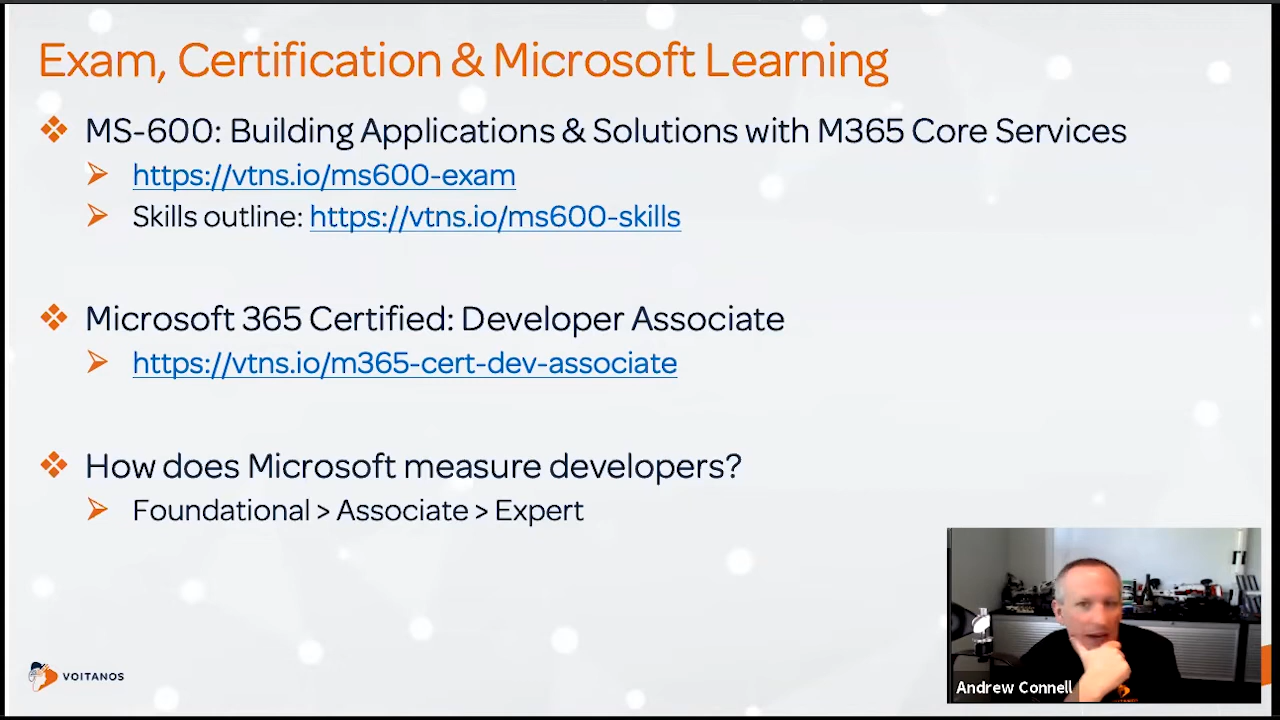 Exam, Certification & Microsoft Learning
MS-600: Building Applications & Solutions with M365 Core Services
https://vtns.io/ms600-exam
Skills outline: https://vtns.io/ms600-skills
Microsoft 365 Certified: Developer Associate
https://vtns.io/m365-cert-dev-associate
How does Microsoft measure developers?
Foundational > Associate > Expert
VOITANOS
Andrew Connell